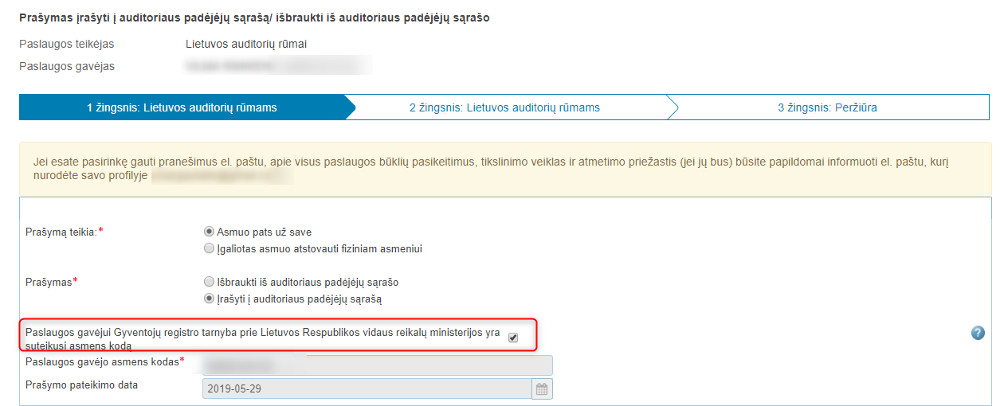 Prašymas įrašyti į auditoriaus padėjėjų sąrašą/ išbraukti iš auditoriaus padėjėjų sąrašo
Paslaugos teikėjas Lietuvos auditorių rūmai
Paslaugos gavėjas
1 žingsnis: Lietuvos auditorių rūmams 2 žingsnis: Lietuvos auditorių rūmams 3 žingsnis: Peržiūra
Jei esate pasirinkę gauti pranešimus el. paštu, apie visus paslaugos būklių pasikeitimus, tikslinimo veiklas ir atmetimo priežastis (jei jų bus) būsite papildomai informuoti el. paštu, kurį
nurodėte savo profilyje
Prašymą teikia:* Asmuo pats už save
Įgaliotas asmuo atstovauti fiziniam asmeniui
Prašymas* Išbraukti iš auditoriaus padėjėjų sąrašo
Įrašyti į auditoriaus padėjėjų sąrašą
Paslaugos gavėjui Gyventojų registro tarnyba prie Lietuvos Respublikos vidaus reikalų ministerijos yra
suteikusi asmens kodą
?
Paslaugos gavėjo asmens kodas*
Prašymo pateikimo data 2019-05-29